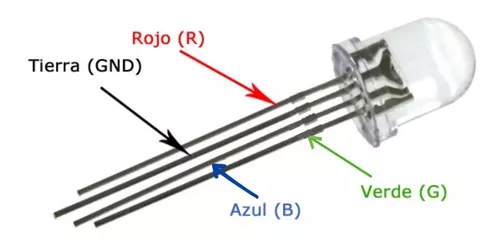 Rojo (R)
Tierra (GND)
Azul (B)
Verde (G)